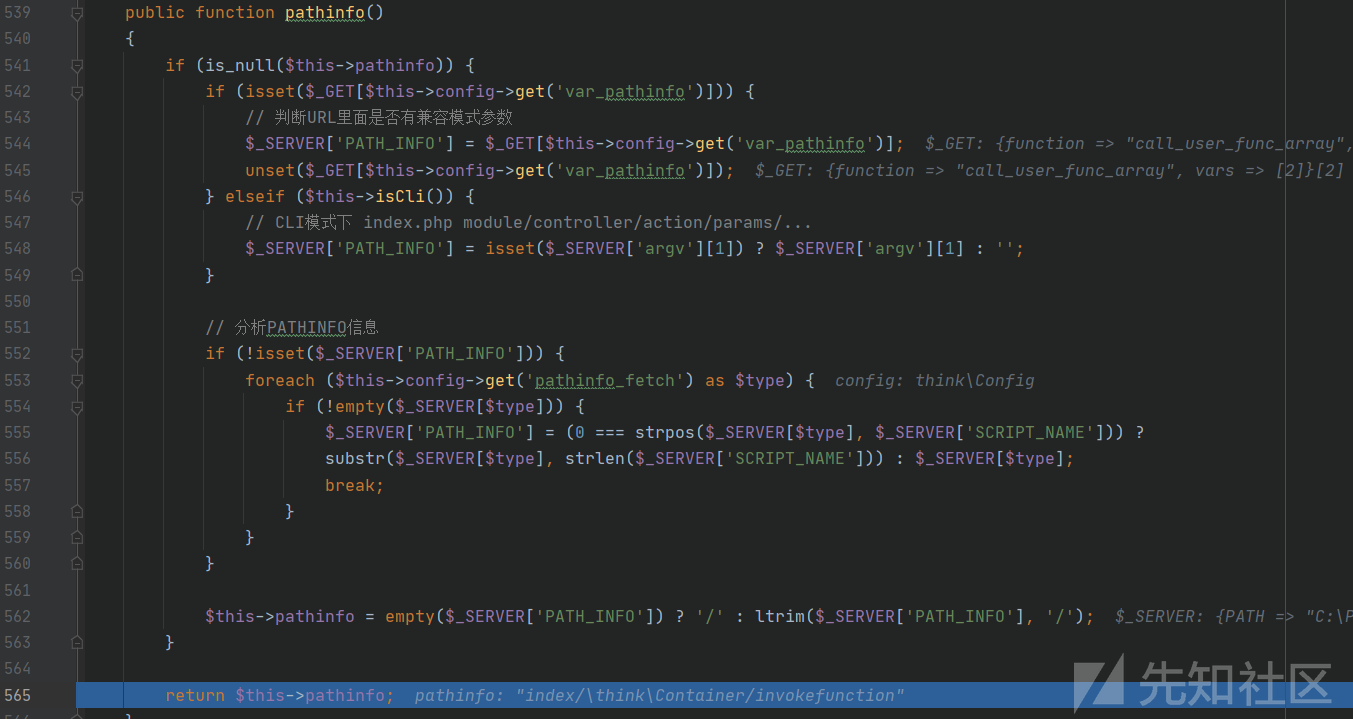 539 public function pathinfo()
540 {
541 if (is_null($this->pathinfo)) {
542 if (isset($_GET[$this->config->get('var_pathinfo')])) {
543 // 判断URL里面是否有兼容模式参数
544 $_SERVER['PATH_INFO'] = $_GET[$this->config->get('var_pathinfo')]; $_GET: {function => "call_user_func_array",
545 unset($_GET[$this->config->get('var_pathinfo')]); $_GET: {function => "call_user_func_array", vars => [2]}[2]
546 } elseif ($this->isCli()) {
547 // CLI模式下 index.php module/controller/action/params/...
548 $_SERVER['PATH_INFO'] = isset($_SERVER['argv'][1]) ? $_SERVER['argv'][1] : '';
549 }
550
551 // 分析PATHINFO信息
552 if (!isset($_SERVER['PATH_INFO'])) {
553 foreach ($this->config->get('pathinfo_fetch') as $type) { config: think\Config
554 if (!empty($_SERVER[$type])) {
555 $_SERVER['PATH_INFO'] = (0 === strpos($_SERVER[$type], $_SERVER['SCRIPT_NAME'])) ?
556 substr($_SERVER[$type], strlen($_SERVER['SCRIPT_NAME'])) : $_SERVER[$type];
557 break;
558 }
559 }
560 }
561
562 $this->pathinfo = empty($_SERVER['PATH_INFO']) ? '/' : ltrim($_SERVER['PATH_INFO'], '/'); $_SERVER: {PATH => "C:\P
563 }
564
565 return $this->pathinfo; pathinfo: "index/\think\Container/invokefunction"
先知社区